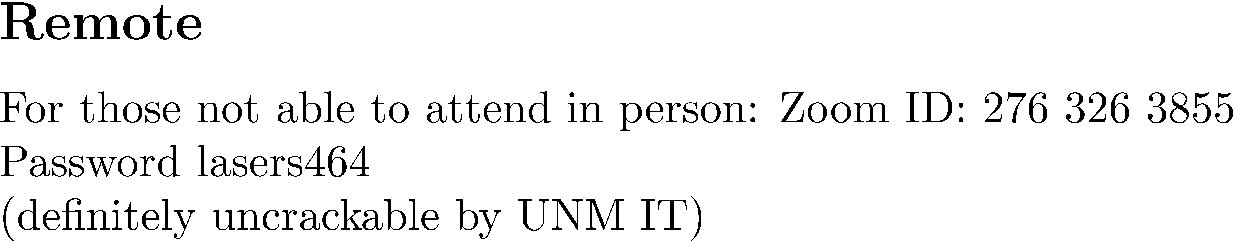 Remote
For those not able to attend in person: Zoom ID: 276 326 3855
Password lasers464
(definitely uncrackable by UNM IT)